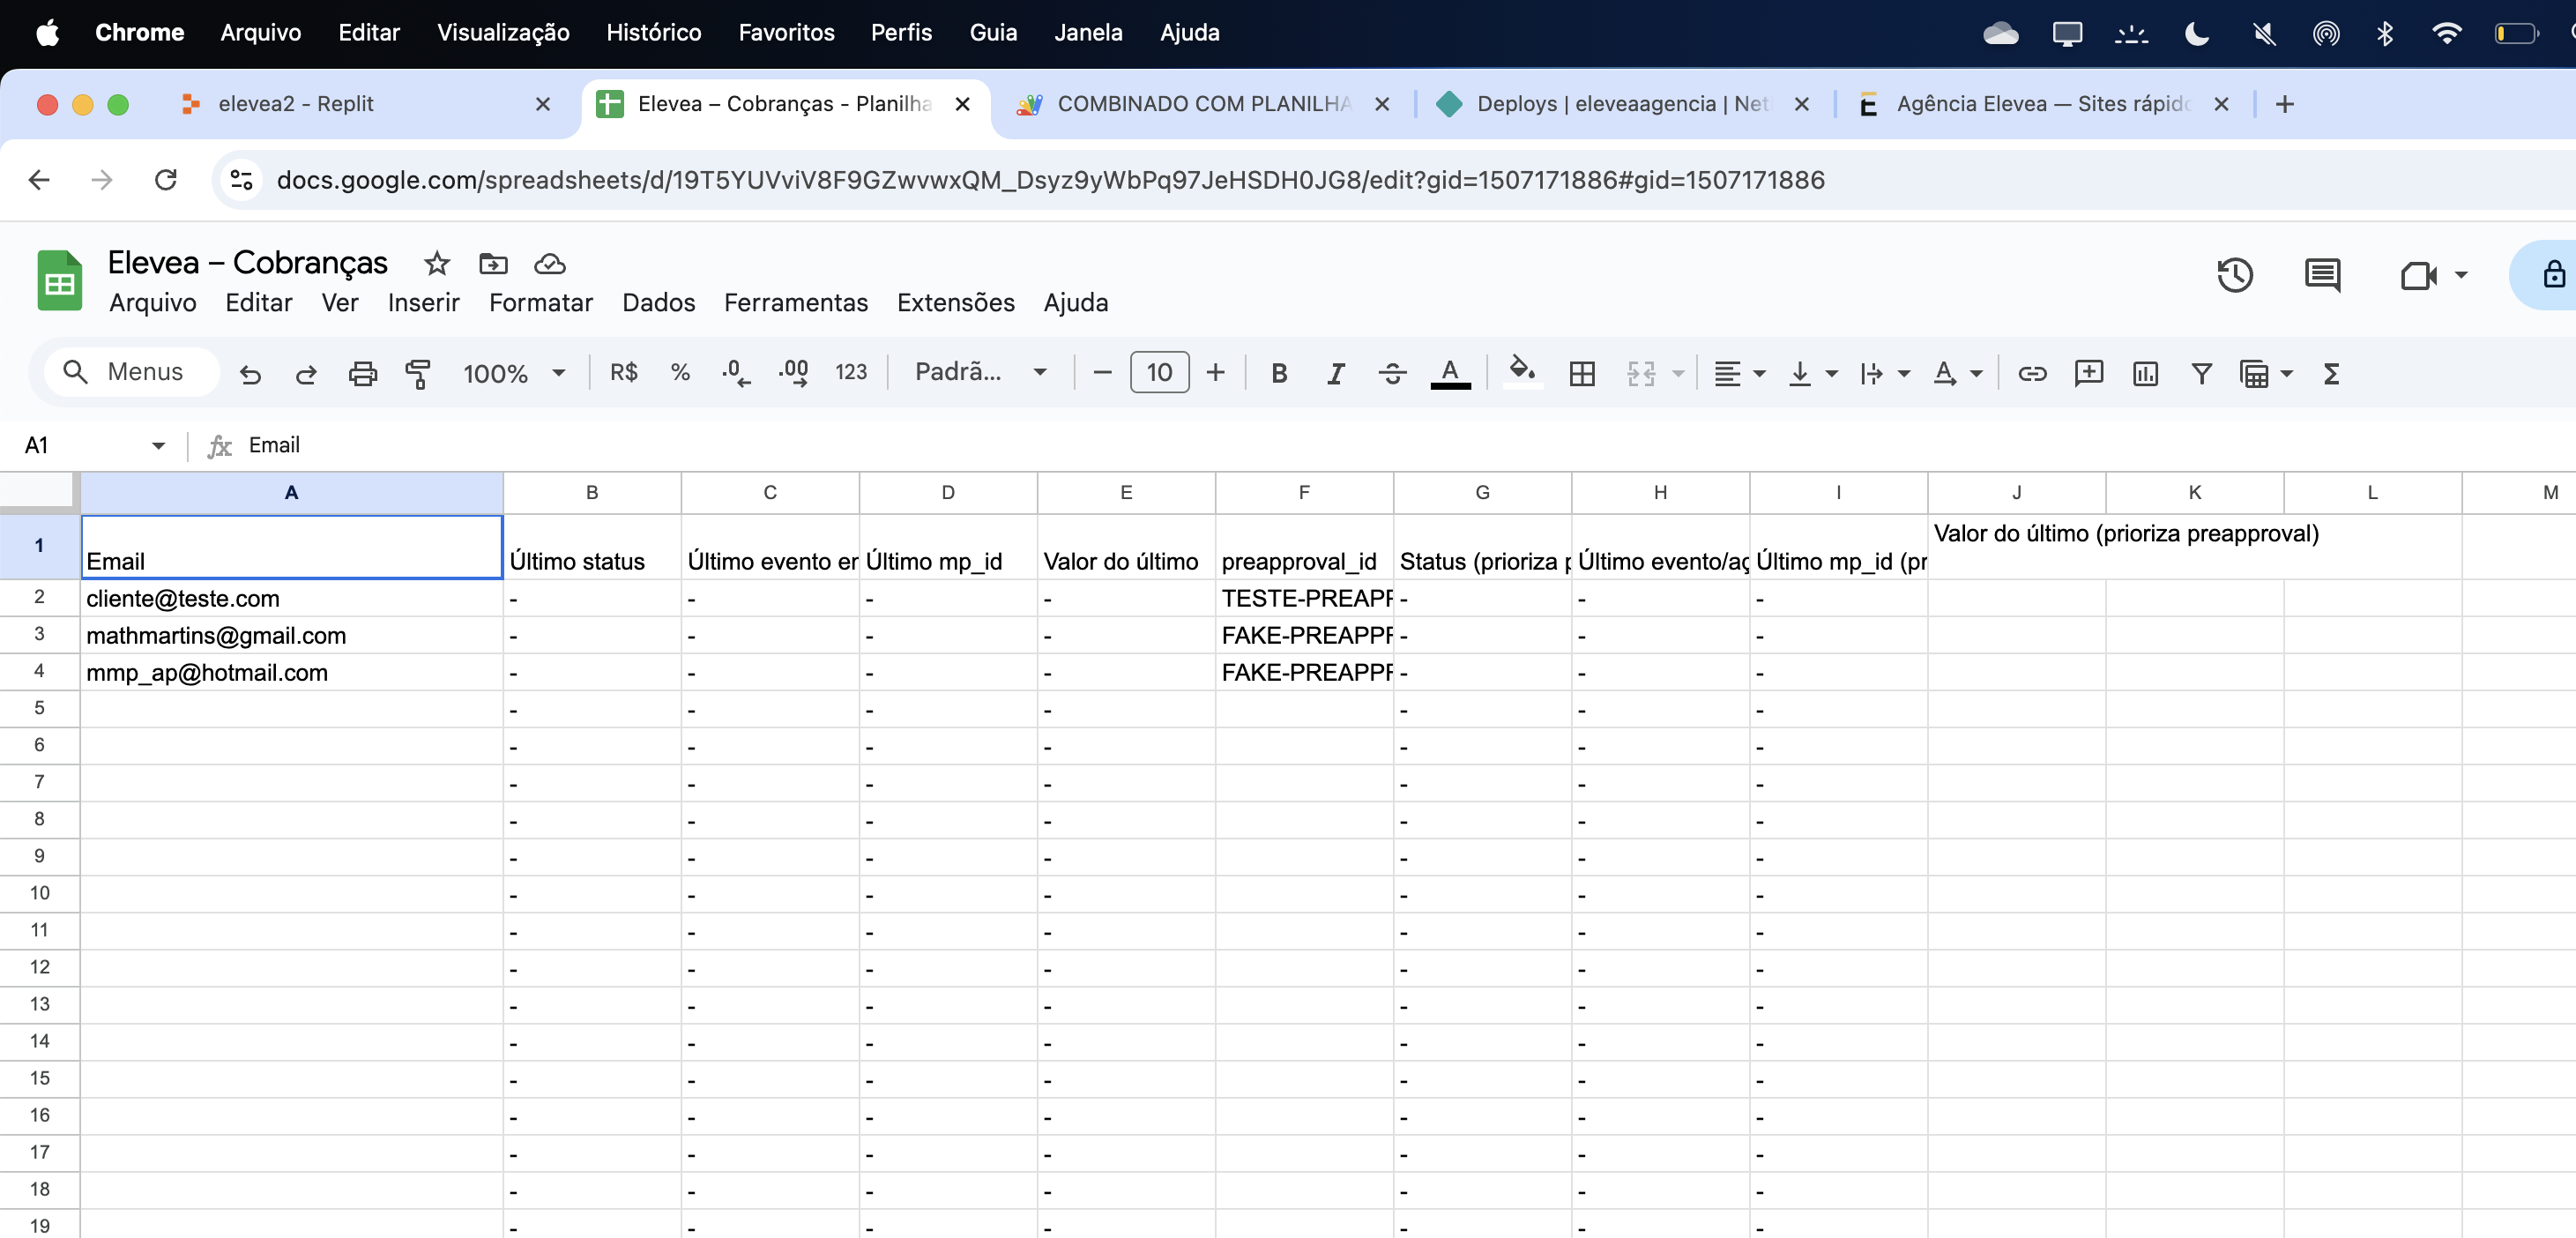 Chrome Arquivo Editar Visualização Histórico Favoritos Perfis Guia Janela Ajuda
elevea2 - Replit
Elevea – Cobranças - Planilha
COMBINADO COM PLANILHA
Deploys | eleveaagencia | Net
Agência Elevea — Sites rápido
docs.google.com/spreadsheets/d/19T5YUVviV8F9GZwvwxQM_Dsyz9yWbPq97JeHSDH0JG8/edit?gid=1507171886#gid=1507171886
Elevea – Cobranças
Arquivo Editar Ver Inserir Formatar Dados Ferramentas Extensões Ajuda
Menus 100% R$ % .0 .00 123 Padrã... 10 B I A
A1 fx Email
A B C D E F G H I J K L M
1 Email Último status Último evento er Último mp_id Valor do último preapproval_id Status (prioriza p Último evento/aç Último mp_id (pr Valor do último (prioriza preapproval)
2 cliente@teste.com - - - - TESTE-PREAPF - - -
3 mathmartins@gmail.com - - - - FAKE-PREAPPF - - -
4 mmp_ap@hotmail.com - - - - FAKE-PREAPPF - - -
5 - - - - - - -
6 - - - - - - -
7 - - - - - - -
8 - - - - - - -
9 - - - - - - -
10 - - - - - - -
11 - - - - - - -
12 - - - - - - -
13 - - - - - - -
14 - - - - - - -
15 - - - - - - -
16 - - - - - - -
17 - - - - - - -
18 - - - - - - -
19 - - - - - - -